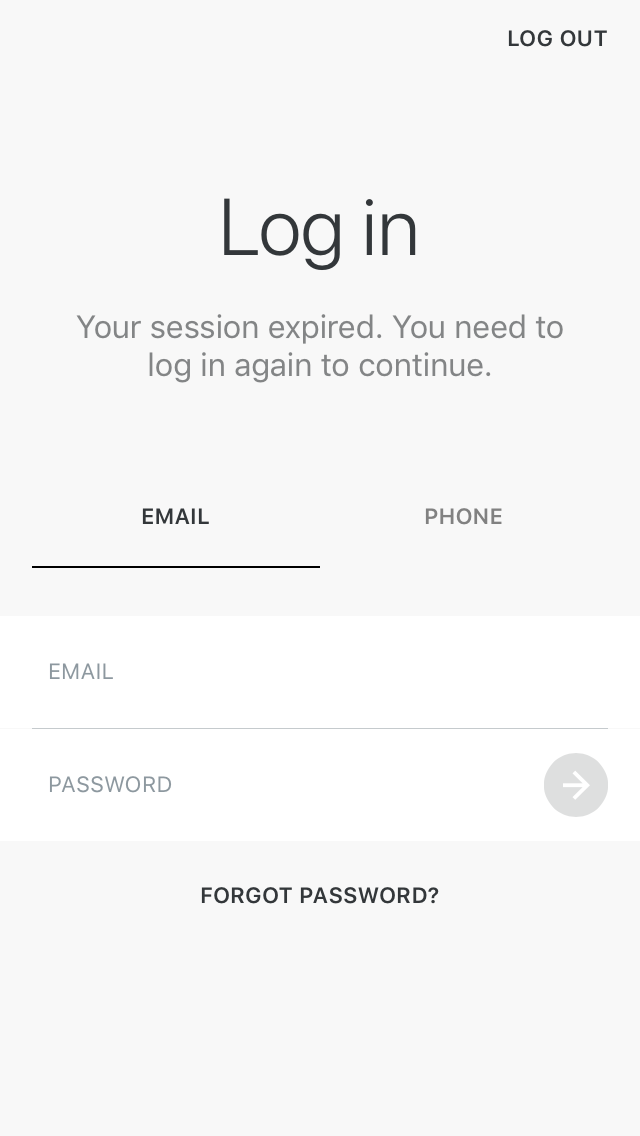 LOG OUT
Log in
Your session expired. You need to
log in again to continue.
EMAIL
PHONE
EMAIL
PASSWORD
FORGOT PASSWORD?